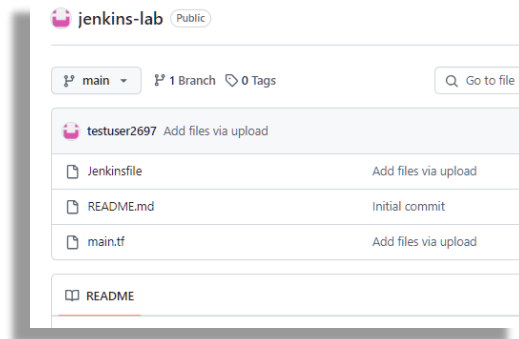 jenkins-lab Public
main 1 Branch 0 Tags Go to file
testuser2697 Add files via upload
Jenkinsfile Add files via upload
README.md Initial commit
main.tf Add files via upload
README